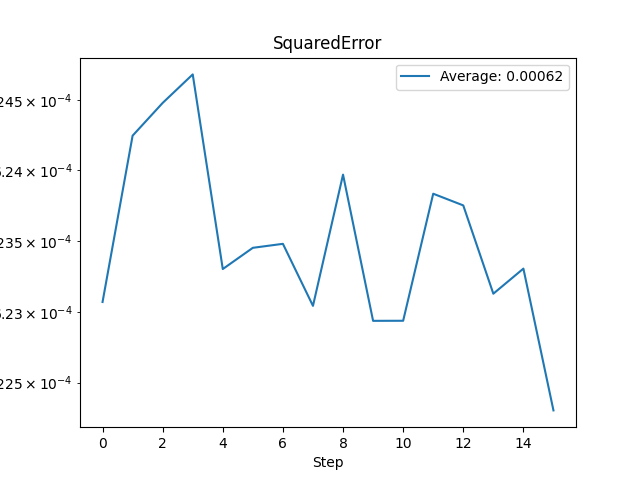 SquaredError
Average: 0.00062
245 × 10⁻⁴
.24 × 10⁻⁴
235 × 10⁻⁴
.23 × 10⁻⁴
225 × 10⁻⁴
0 2 4 6 8 10 12 14
Step